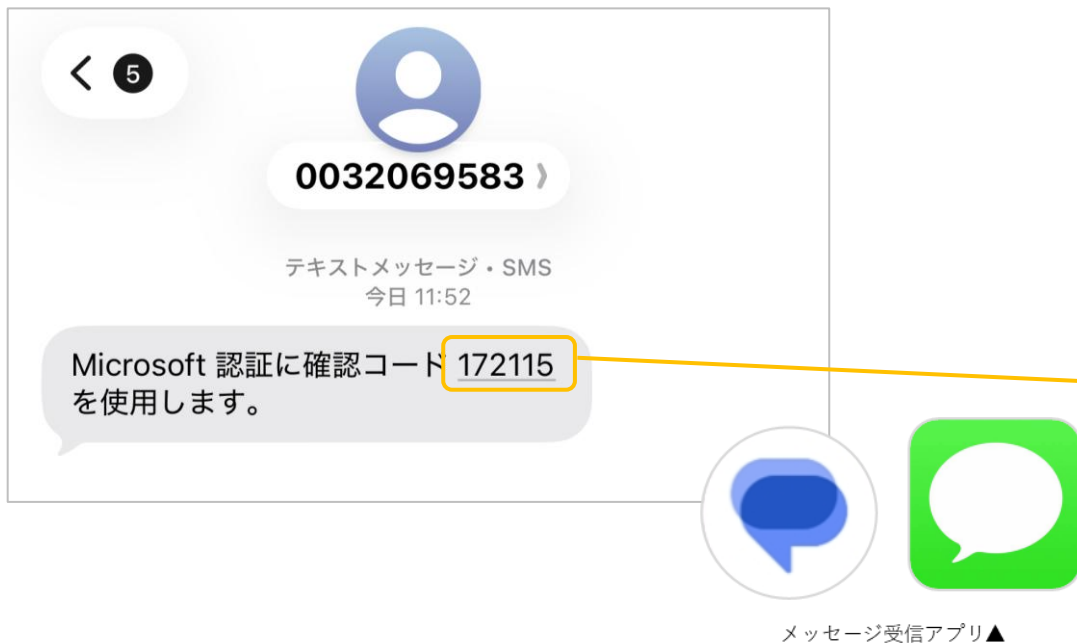 5
0032069583
テキストメッセージ・SMS
今日 11:52
Microsoft 認証に確認コード 172115
を使用します。
メッセージ受信アプリ▲